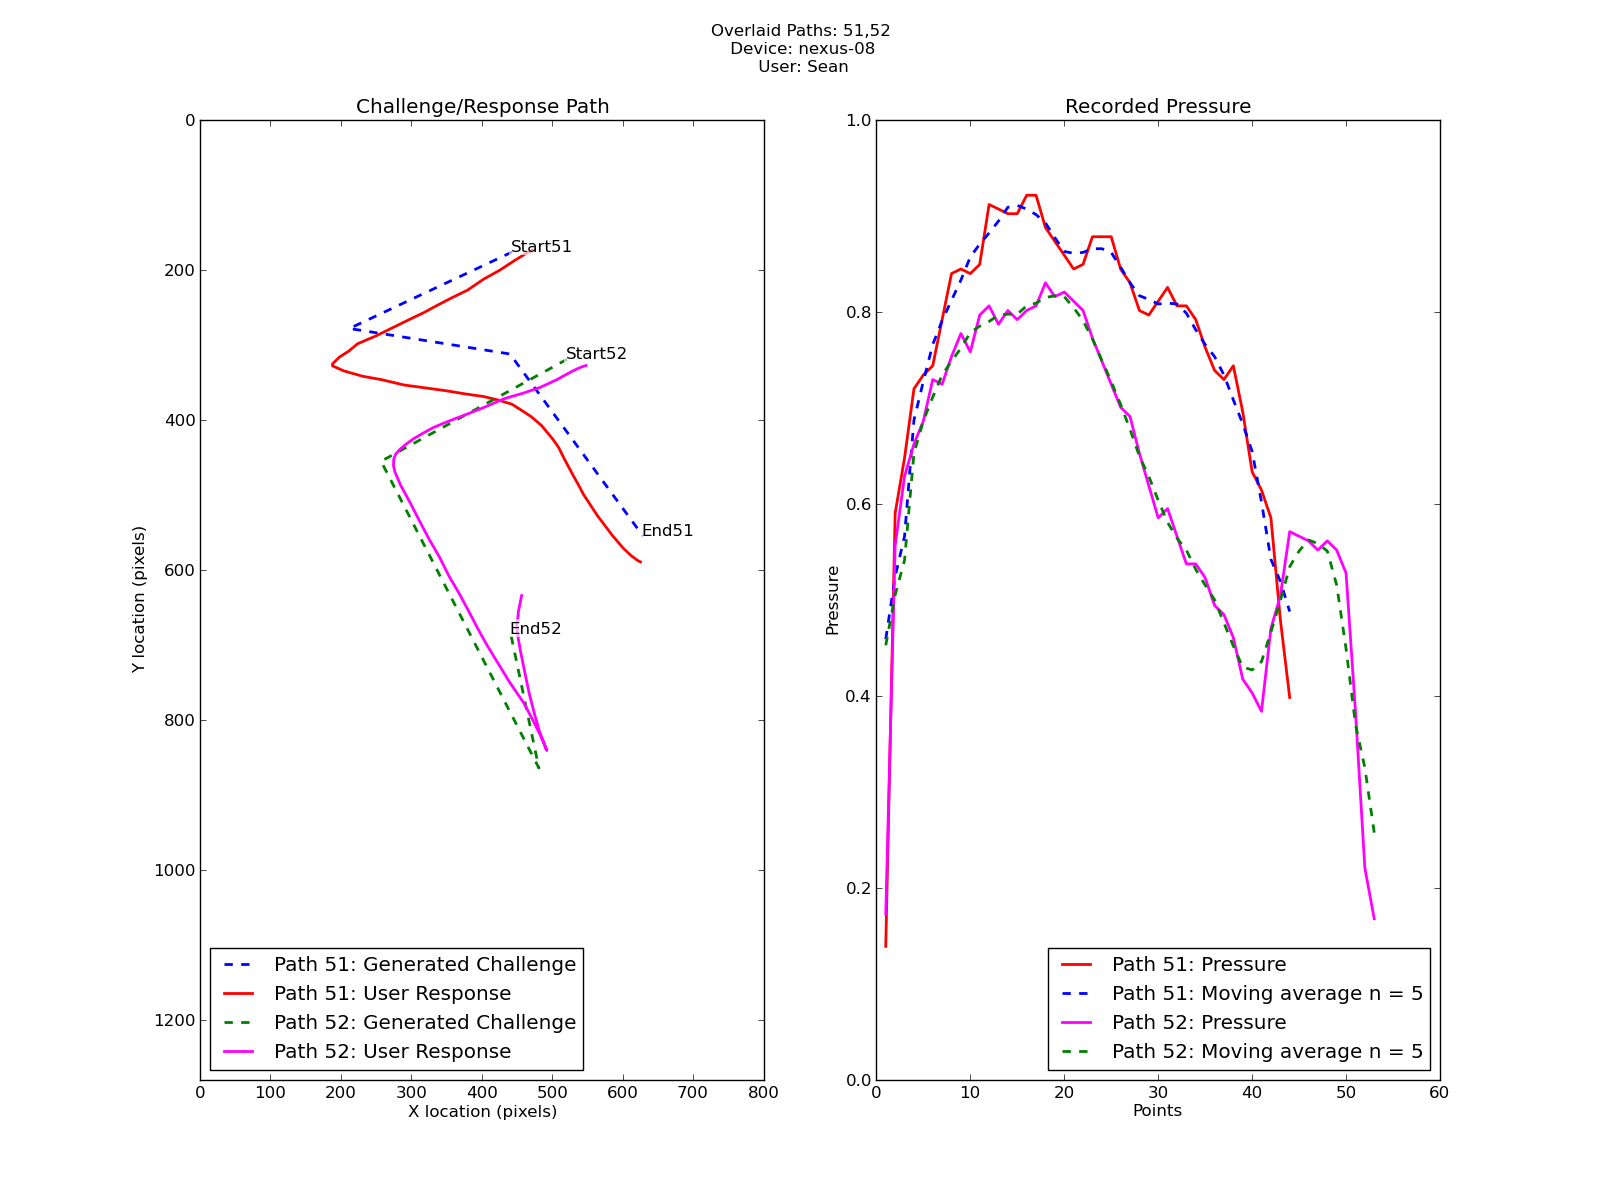 Overlaid Paths: 51,52
Device: nexus-08
User: Sean
Challenge/Response Path
0
200
400
600
800
1000
1200
Y location (pixels)
Start51
Start52
End51
End52
Path 51: Generated Challenge
Path 51: User Response
Path 52: Generated Challenge
Path 52: User Response
0 100 200 300 400 500 600 700 800
X location (pixels)
Recorded Pressure
1.0
0.8
0.6
0.4
0.2
0.0
Pressure
Path 51: Pressure
Path 51: Moving average n = 5
Path 52: Pressure
Path 52: Moving average n = 5
0 10 20 30 40 50 60
Points